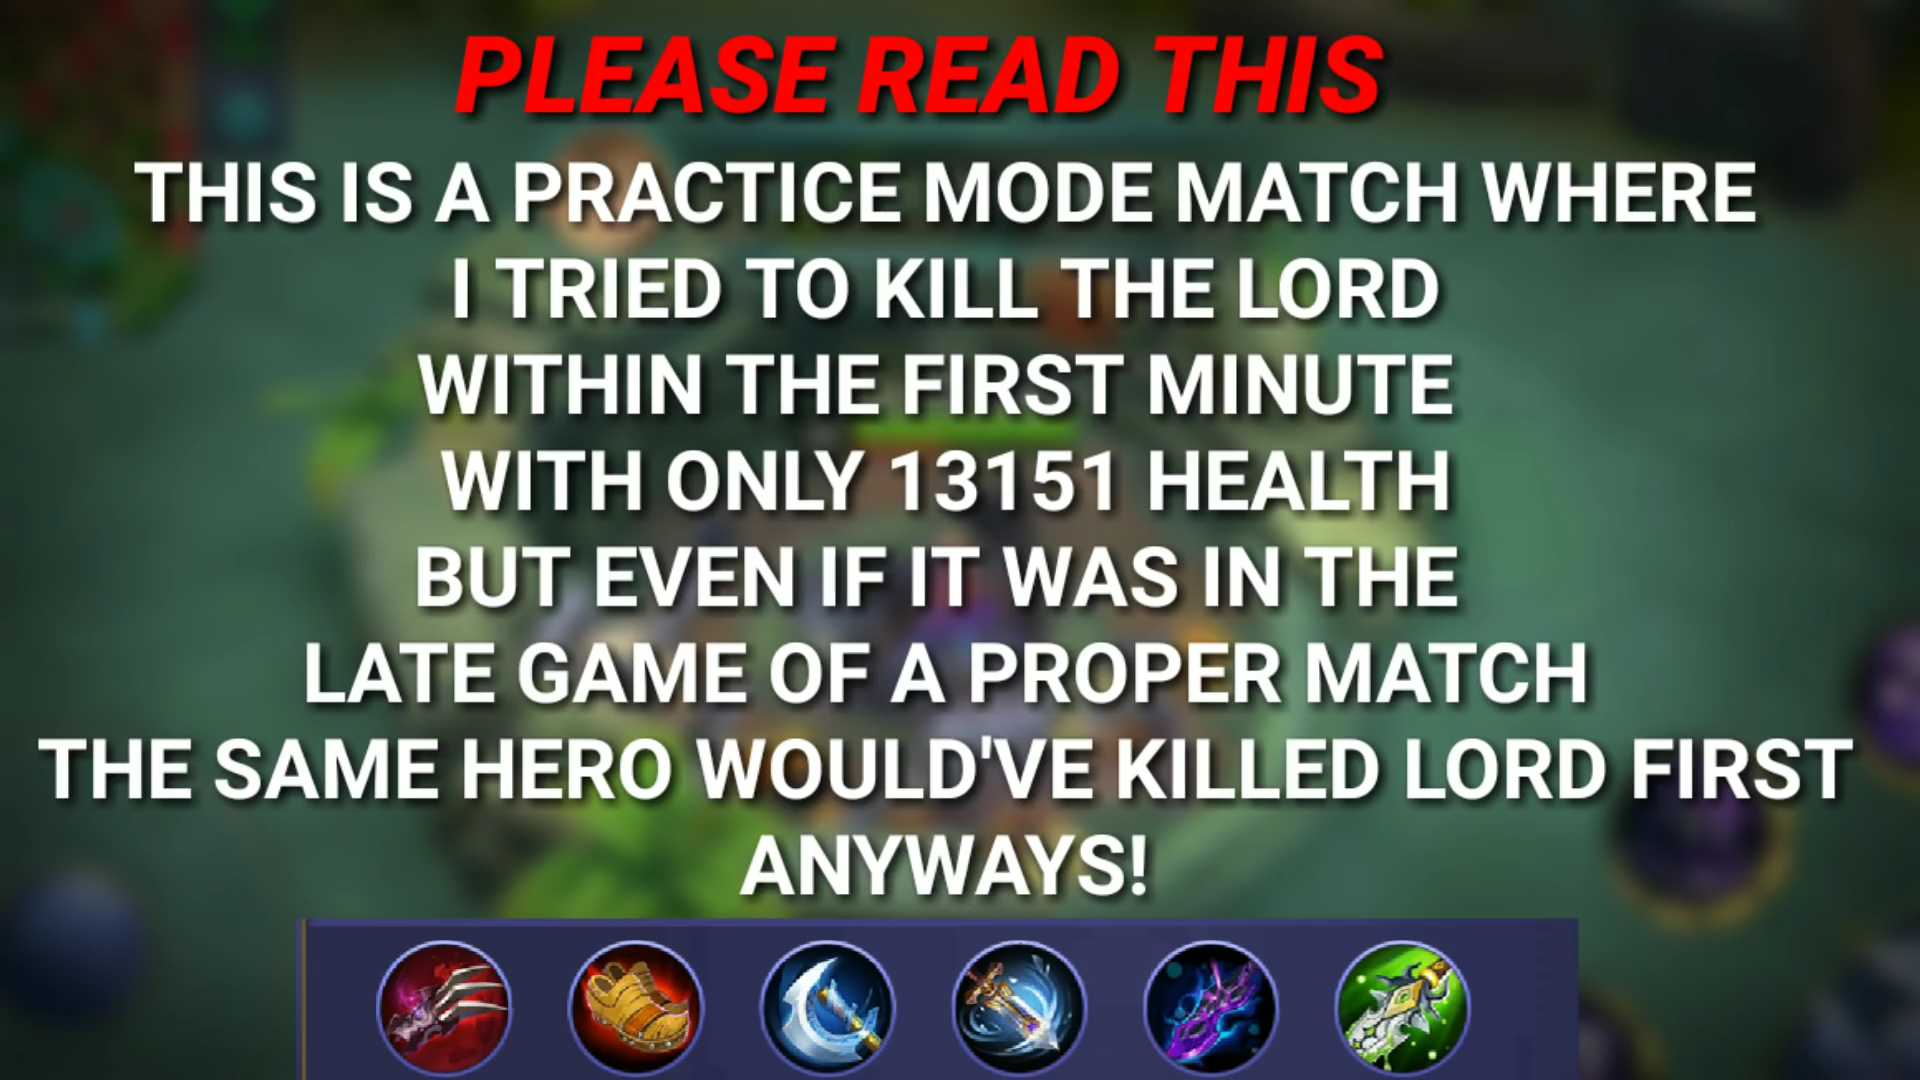 PLEASE READ THIS
THIS IS A PRACTICE MODE MATCH WHERE
I TRIED TO KILL THE LORD
WITHIN THE FIRST MINUTE
WITH ONLY 13151 HEALTH
BUT EVEN IF IT WAS IN THE
LATE GAME OF A PROPER MATCH
THE SAME HERO WOULD'VE KILLED LORD FIRST
ANYWAYS!